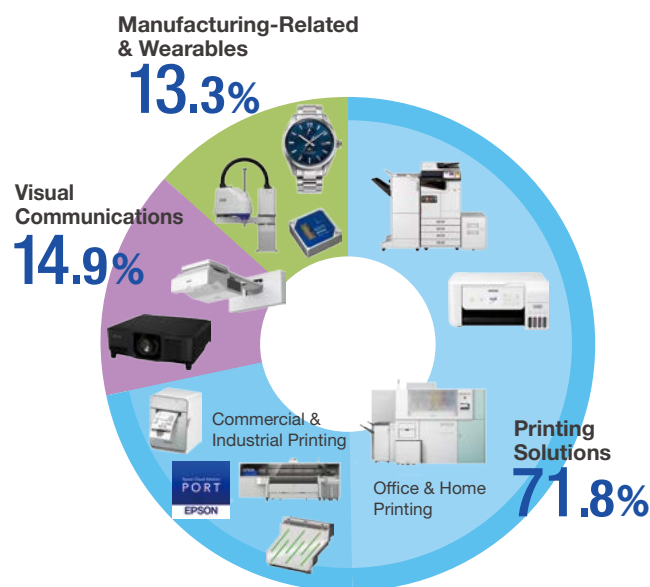 Manufacturing-Related
& Wearables
13.3%
Visual
Communications
14.9%
Commercial &
Industrial Printing
PORT
EPSON
Office & Home
Printing
Printing
Solutions
71.8%